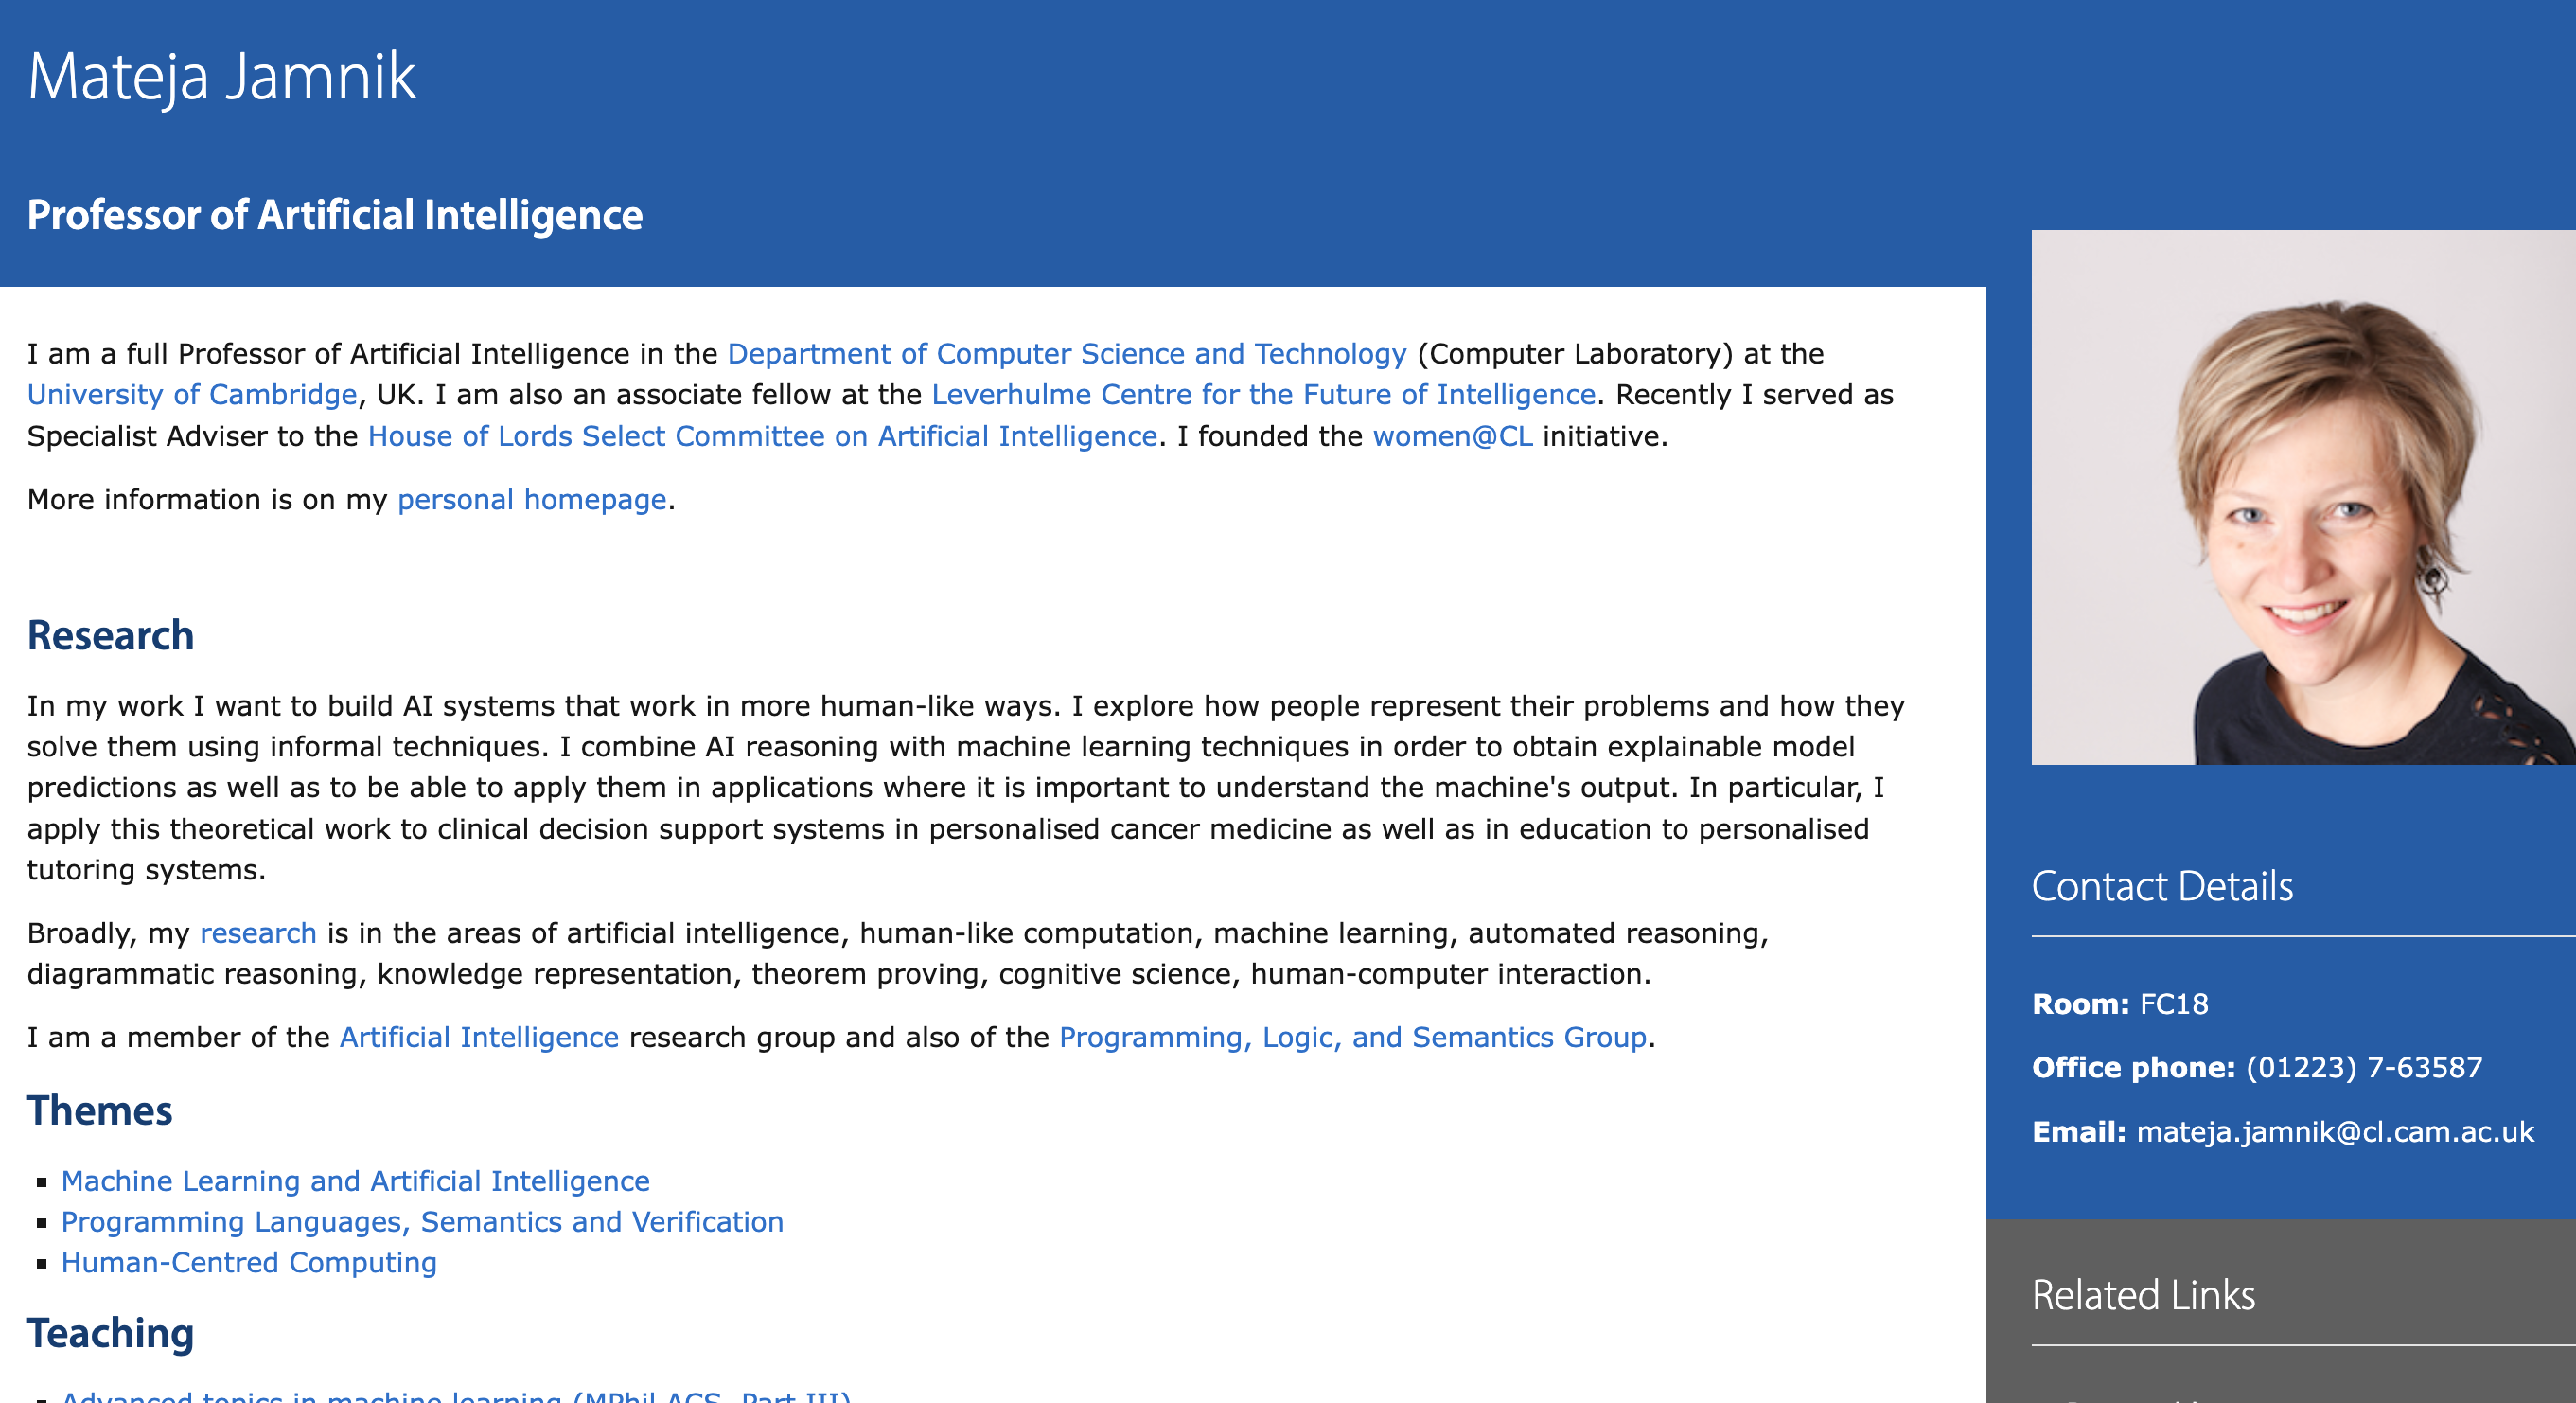 Mateja Jamnik
Professor of Artificial Intelligence
I am a full Professor of Artificial Intelligence in the Department of Computer Science and Technology (Computer Laboratory) at the
University of Cambridge, UK. I am also an associate fellow at the Leverhulme Centre for the Future of Intelligence. Recently I served as
Specialist Adviser to the House of Lords Select Committee on Artificial Intelligence. I founded the women@CL initiative.
More information is on my personal homepage.
Research
In my work I want to build AI systems that work in more human-like ways. I explore how people represent their problems and how they
solve them using informal techniques. I combine AI reasoning with machine learning techniques in order to obtain explainable model
predictions as well as to be able to apply them in applications where it is important to understand the machine's output. In particular, I
apply this theoretical work to clinical decision support systems in personalised cancer medicine as well as in education to personalised
tutoring systems.
Broadly, my research is in the areas of artificial intelligence, human-like computation, machine learning, automated reasoning,
diagrammatic reasoning, knowledge representation, theorem proving, cognitive science, human-computer interaction.
I am a member of the Artificial Intelligence research group and also of the Programming, Logic, and Semantics Group.
Themes
Machine Learning and Artificial Intelligence
Programming Languages, Semantics and Verification
Human-Centred Computing
Teaching
Advanced topics in machine learning (MPhil ACS, Part III)
Contact Details
Room: FC18
Office phone: (01223) 7-63587
Email: mateja.jamnik@cl.cam.ac.uk
Related Links